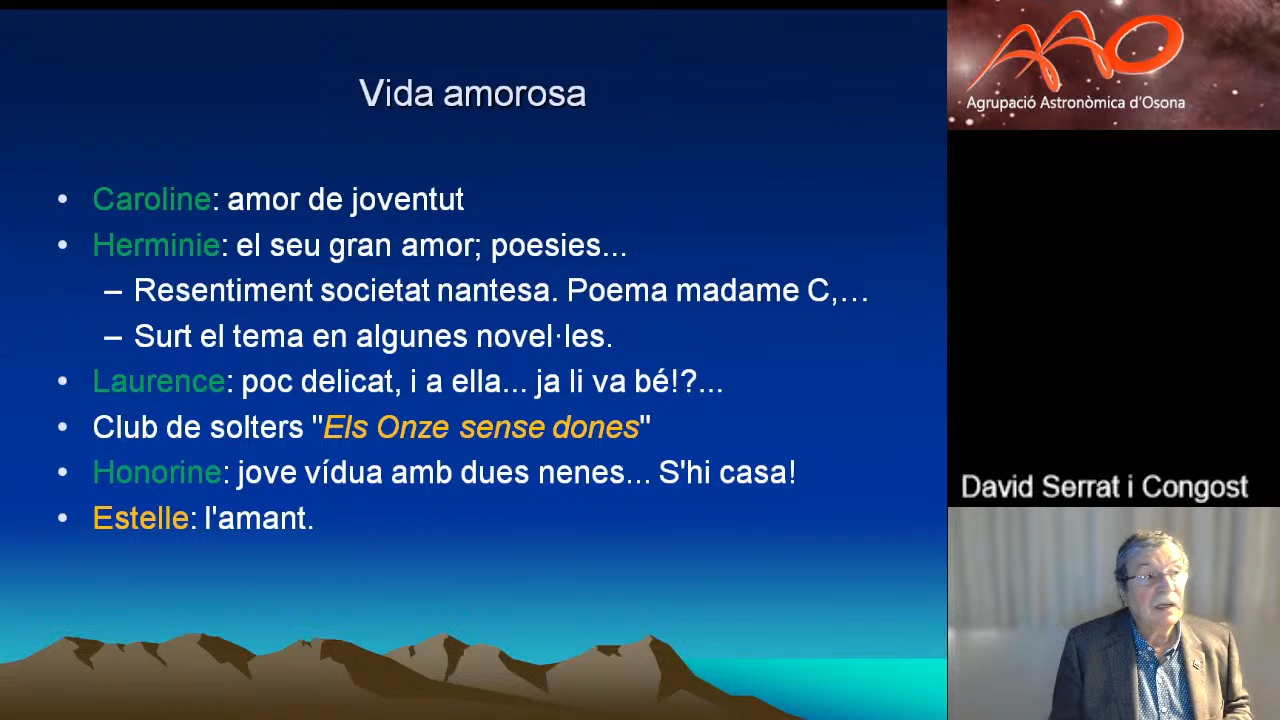 Vida amorosa
• Caroline: amor de joventut
• Herminie: el seu gran amor; poesies...
– Resentiment societat nantesa. Poema madame C,…
– Surt el tema en algunes novel·les.
• Laurence: poc delicat, i a ella... ja li va bé!?...
• Club de solters "Els Onze sense dones"
• Honorine: jove vídua amb dues nenes... S'hi casa!
• Estelle: l'amant.
AAO
Agrupació Astronòmica d'Osona
David Serrat i Congost